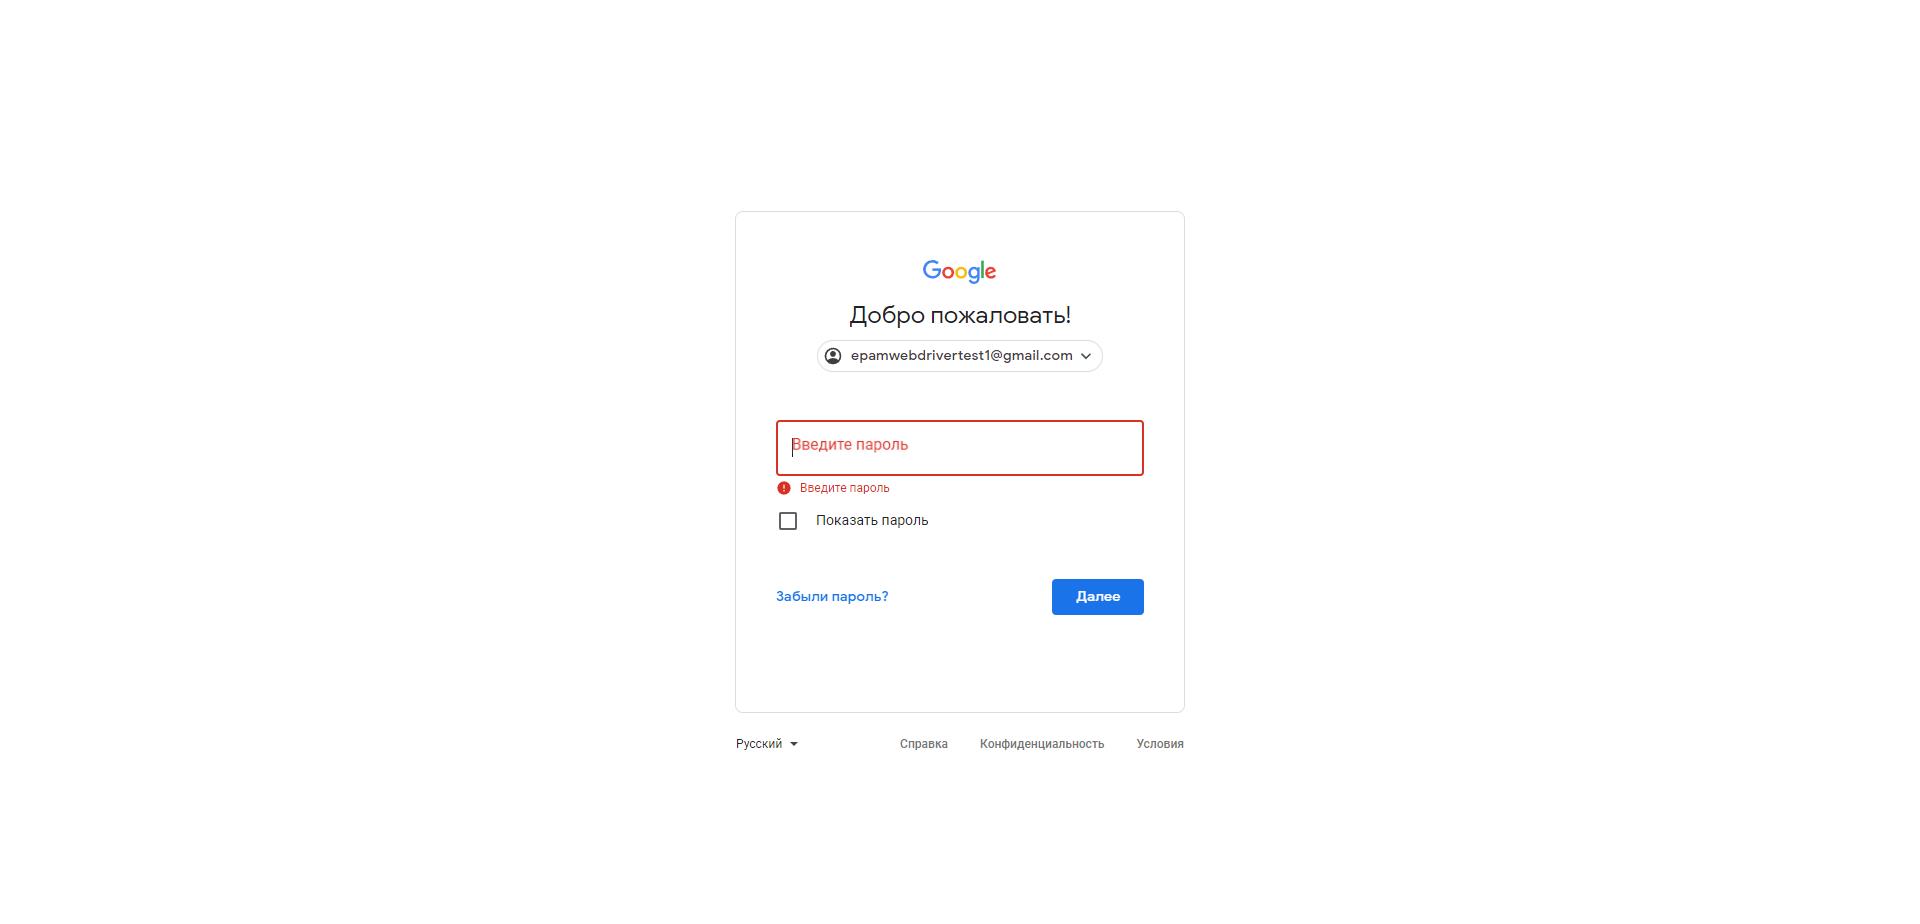 Google
Добро пожаловать!
epamwebdrivertest1@gmail.com
Введите пароль
Введите пароль
Показать пароль
Забыли пароль?
Далее
Русский
Справка
Конфиденциальность
Условия